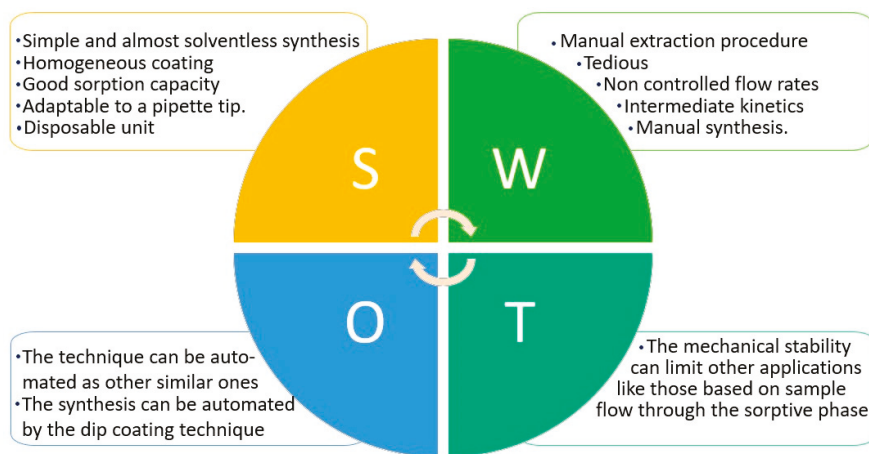 •Simple and almost solventless synthesis
•Homogeneous coating
•Good sorption capacity
•Adaptable to a pipette tip.
•Disposable unit
• Manual extraction procedure
• Tedious
• Non controlled flow rates
• Intermediate kinetics
• Manual synthesis.
S
W
O
T
•The technique can be auto-
mated as other similar ones
•The synthesis can be automated
by the dip coating technique
• The mechanical stability
can limit other applications
like those based on sample
flow through the sorptive phase